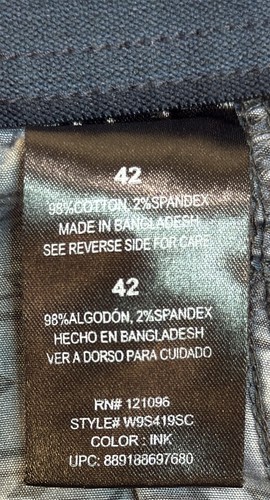 42
98%COTTON, 2%SPANDEX
MADE IN BANGLADESH
SEE REVERSE SIDE FOR CARE
42
98%ALGODÓN, 2%SPANDEX
HECHO EN BANGLADESH
VER A DORSO PARA CUIDADO
RN# 121096
STYLE# W9S419SC
COLOR : INK
UPC: 889188697680